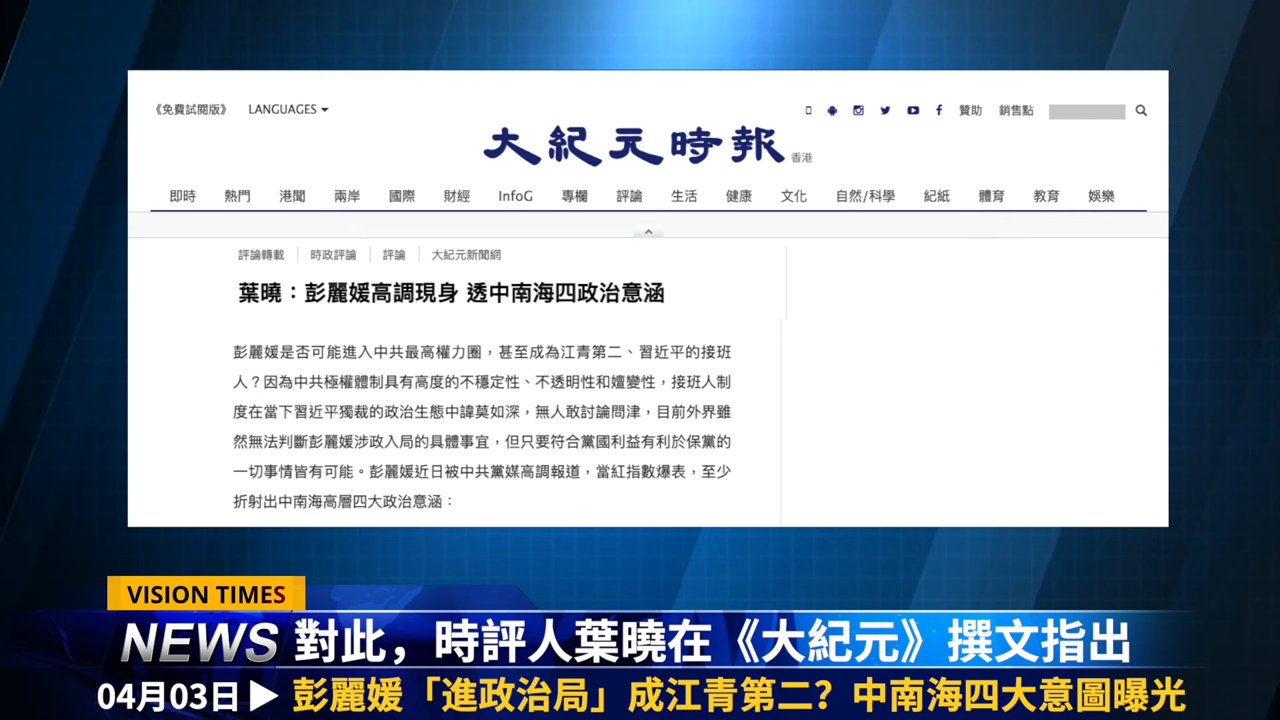 《免費試閱版》 LANGUAGES 贊助 銷售點
大紀元時報 香港
即時 熱門 港聞 兩岸 國際 財經 InfoG 專欄 評論 生活 健康 文化 自然/科學 紀紙 體育 教育 娛樂
評論轉載 時政評論 評論 大紀元新聞網
葉曉：彭麗媛高調現身 透中南海四政治意涵
彭麗媛是否可能進入中共最高權力圈，甚至成為江青第二、習近平的接班
人？因為中共極權體制具有高度的不穩定性、不透明性和嬗變性，接班人制
度在當下習近平獨裁的政治生態中諱莫如深，無人敢討論問津，目前外界雖
然無法判斷彭麗媛涉政入局的具體事宜，但只要符合黨國利益有利於保黨的
一切事情皆有可能。彭麗媛近日被中共黨媒高調報道，當紅指數爆表，至少
折射出中南海高層四大政治意涵：
VISION TIMES
NEWS 對此，時評人葉曉在《大紀元》撰文指出
04月03日 ▶ 彭麗媛「進政治局」成江青第二？中南海四大意圖曝光